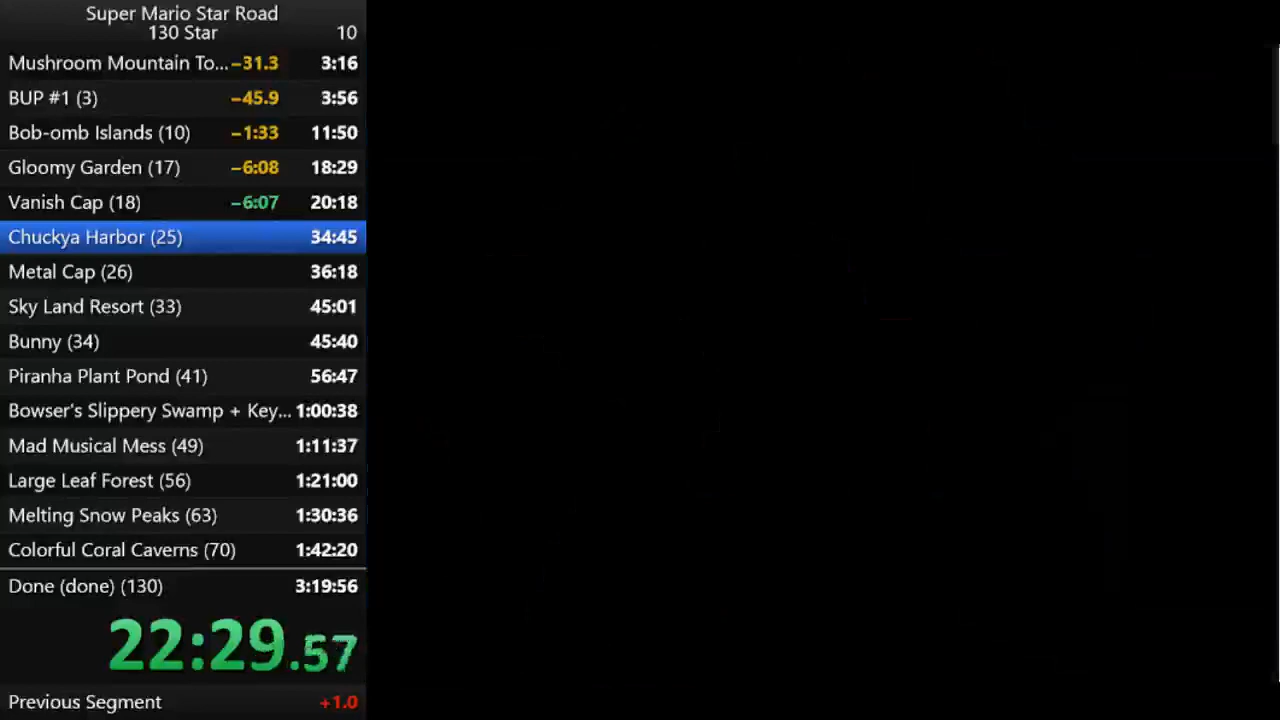 Super Mario Star Road
130 Star 10
Mushroom Mountain To... −31.3 3:16
BUP #1 (3) −45.9 3:56
Bob-omb Islands (10) −1:33 11:50
Gloomy Garden (17) −6:08 18:29
Vanish Cap (18) −6:07 20:18
Chuckya Harbor (25) 34:45
Metal Cap (26) 36:18
Sky Land Resort (33) 45:01
Bunny (34) 45:40
Piranha Plant Pond (41) 56:47
Bowser's Slippery Swamp + Key... 1:00:38
Mad Musical Mess (49) 1:11:37
Large Leaf Forest (56) 1:21:00
Melting Snow Peaks (63) 1:30:36
Colorful Coral Caverns (70) 1:42:20
Done (done) (130) 3:19:56
22:29.57
Previous Segment +1.0